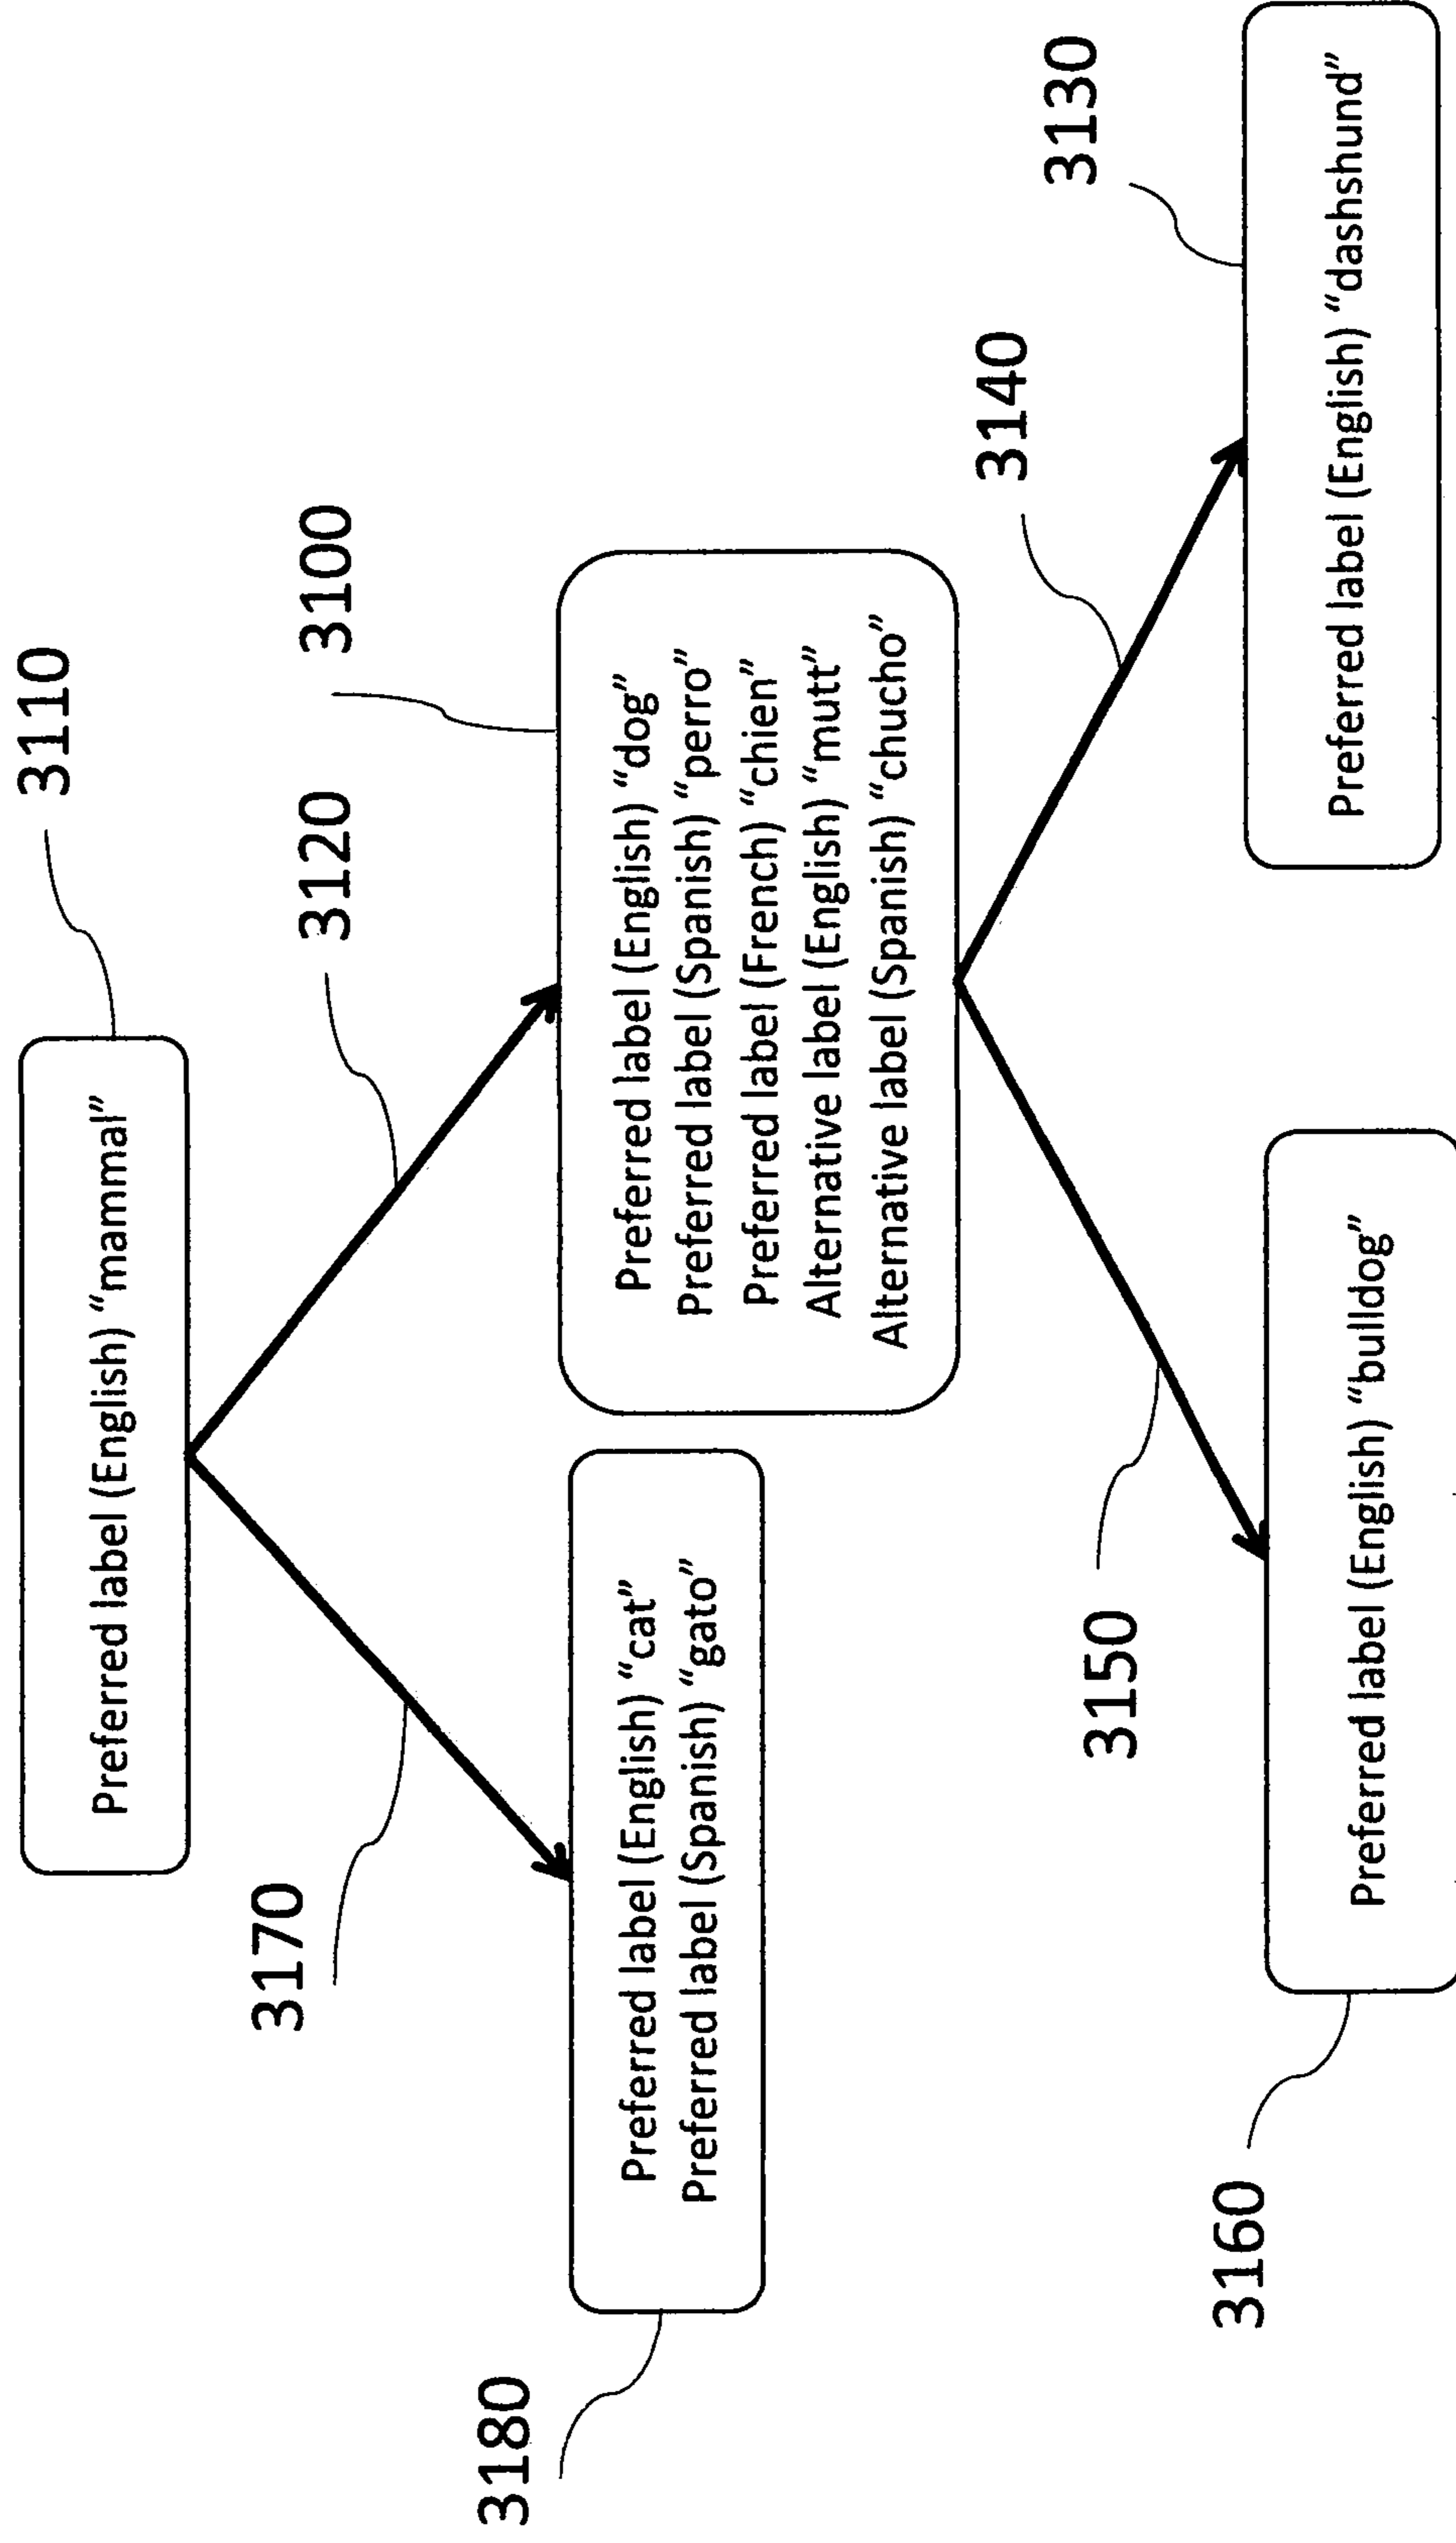 3110
Preferred label (English) “mammal”
3120
3100
3170
Preferred label (English) “dog”
Preferred label (Spanish) “perro”
Preferred label (French) “chien”
Alternative label (English) “mutt”
Alternative label (Spanish) “chucho”
3180
Preferred label (English) “cat”
Preferred label (Spanish) “gato”
3140
3130
3150
3160
Preferred label (English) “bulldog”
Preferred label (English) “dashshund”